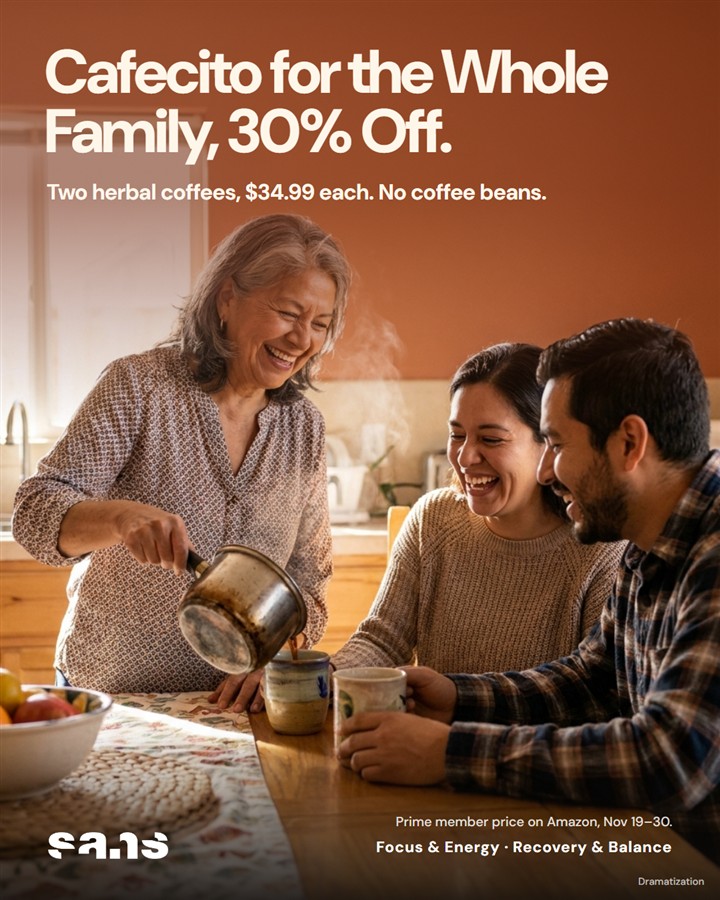 Cafecito for the Whole
Family, 30% Off.
Two herbal coffees, $34.99 each. No coffee beans.
Prime member price on Amazon, Nov 19–30.
sans
Focus & Energy · Recovery & Balance
Dramatization